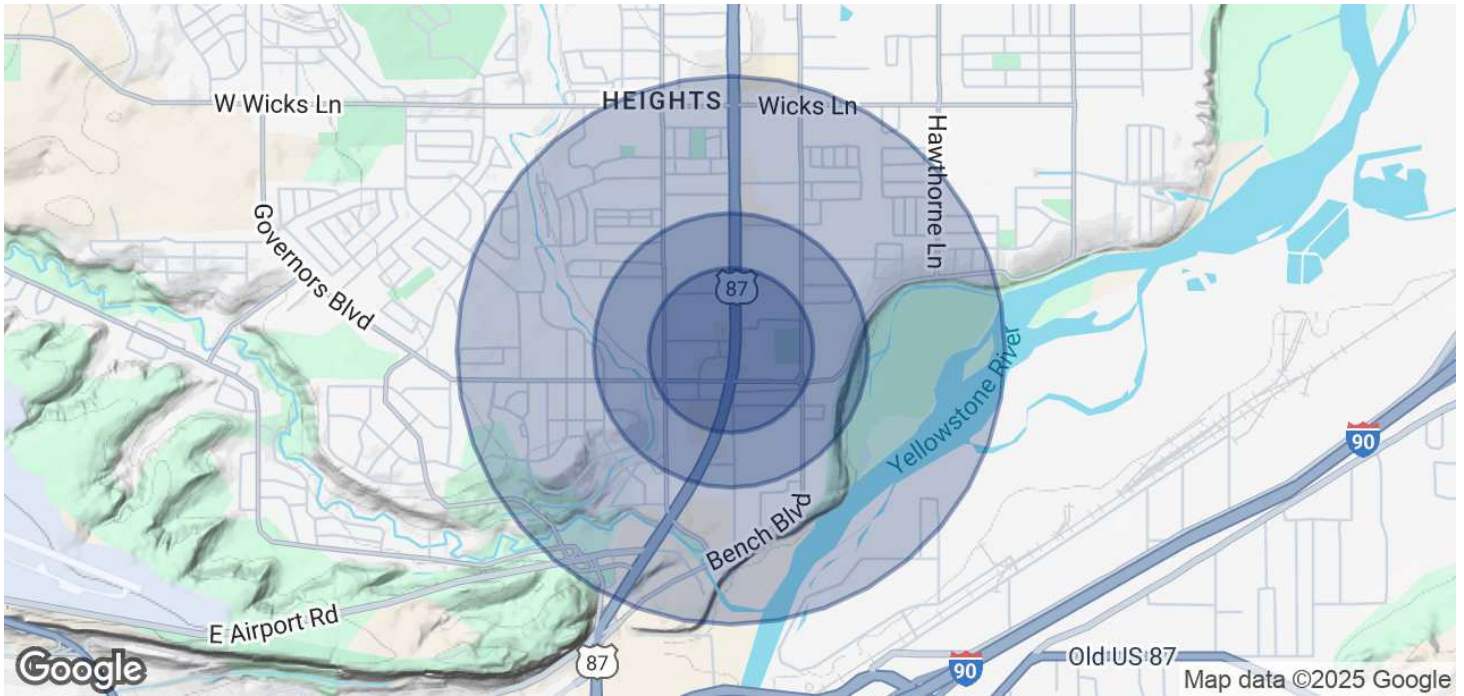 W Wicks Ln
HEIGHTS
Wicks Ln
Hawthorne Ln
Governors Blvd
87
Yellowstone River
90
Bench Blvd
E Airport Rd
87
Old US 87
90
Google
Map data ©2025 Google